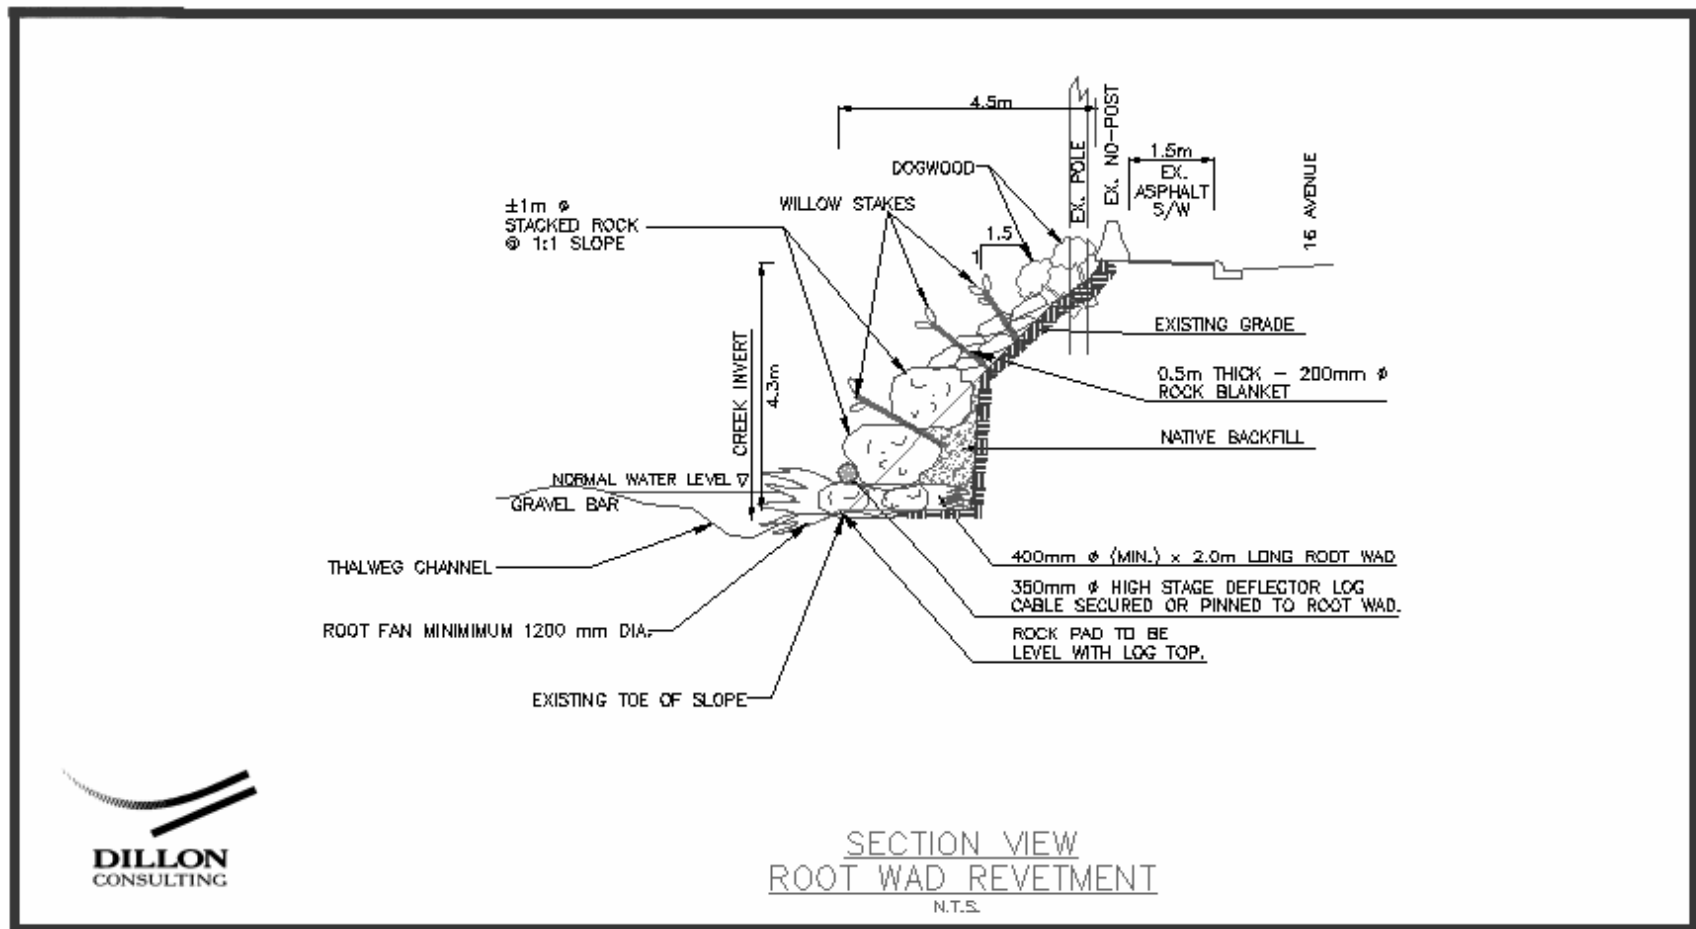 4.5m
EX. POLE
EX. NO-POST
1.5m
EX.
ASPHALT
S/W
16 AVENUE
DOGWOOD
WILLOW STAKES
±1m ø
STACKED ROCK
@ 1:1 SLOPE
1.5
1
CREEK INVERT
4.3m
EXISTING GRADE
0.5m THICK - 200mm ø
ROCK BLANKET
NATIVE BACKFILL
NORMAL WATER LEVEL
GRAVEL BAR
THALWEG CHANNEL
400mm ø (MIN.) x 2.0m LONG ROOT WAD
350mm ø HIGH STAGE DEFLECTOR LOG
CABLE SECURED OR PINNED TO ROOT WAD.
ROOT FAN MINIMIMUM 1200 mm DIA.
ROCK PAD TO BE
LEVEL WITH LOG TOP.
EXISTING TOE OF SLOPE
DILLON
CONSULTING
SECTION VIEW
ROOT WAD REVETMENT
N.T.S.